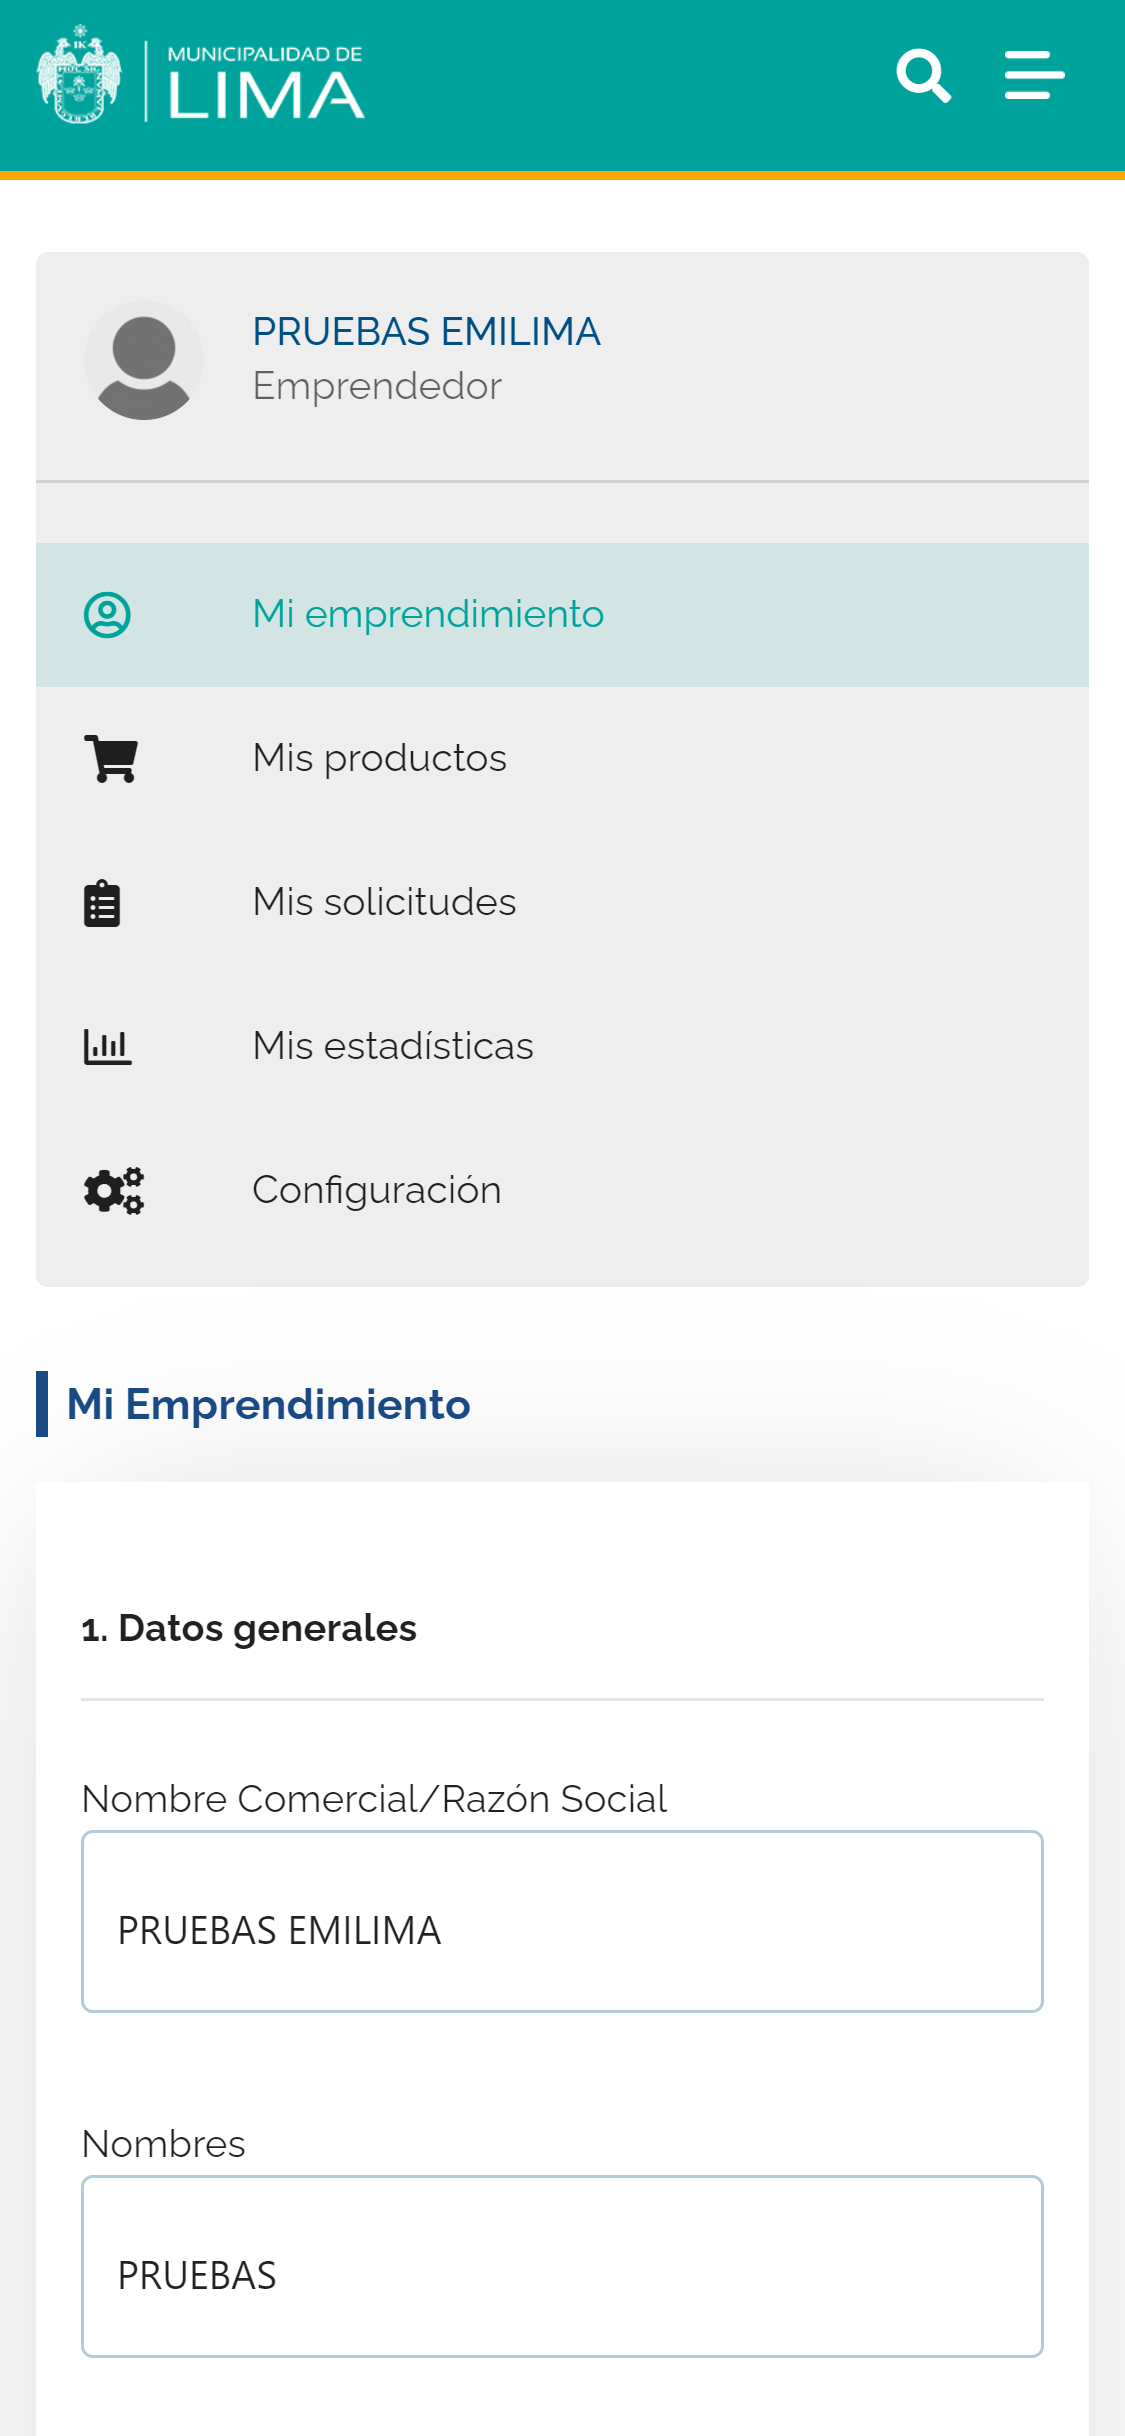 MUNICIPALIDAD DE
LIMA
PRUEBAS EMILIMA
Emprendedor
Mi emprendimiento
Mis productos
Mis solicitudes
Mis estadísticas
Configuración
Mi Emprendimiento
1. Datos generales
Nombre Comercial/Razón Social
PRUEBAS EMILIMA
Nombres
PRUEBAS